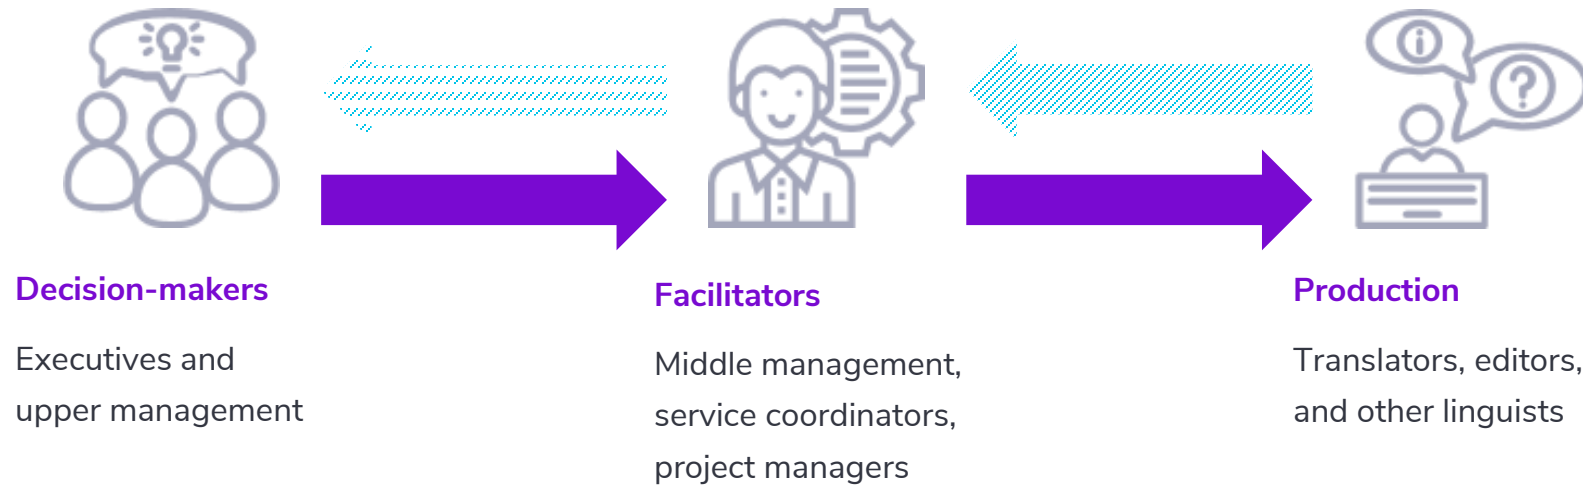 Decision-makers
Executives and
upper management
Facilitators
Middle management,
service coordinators,
project managers
Production
Translators, editors,
and other linguists